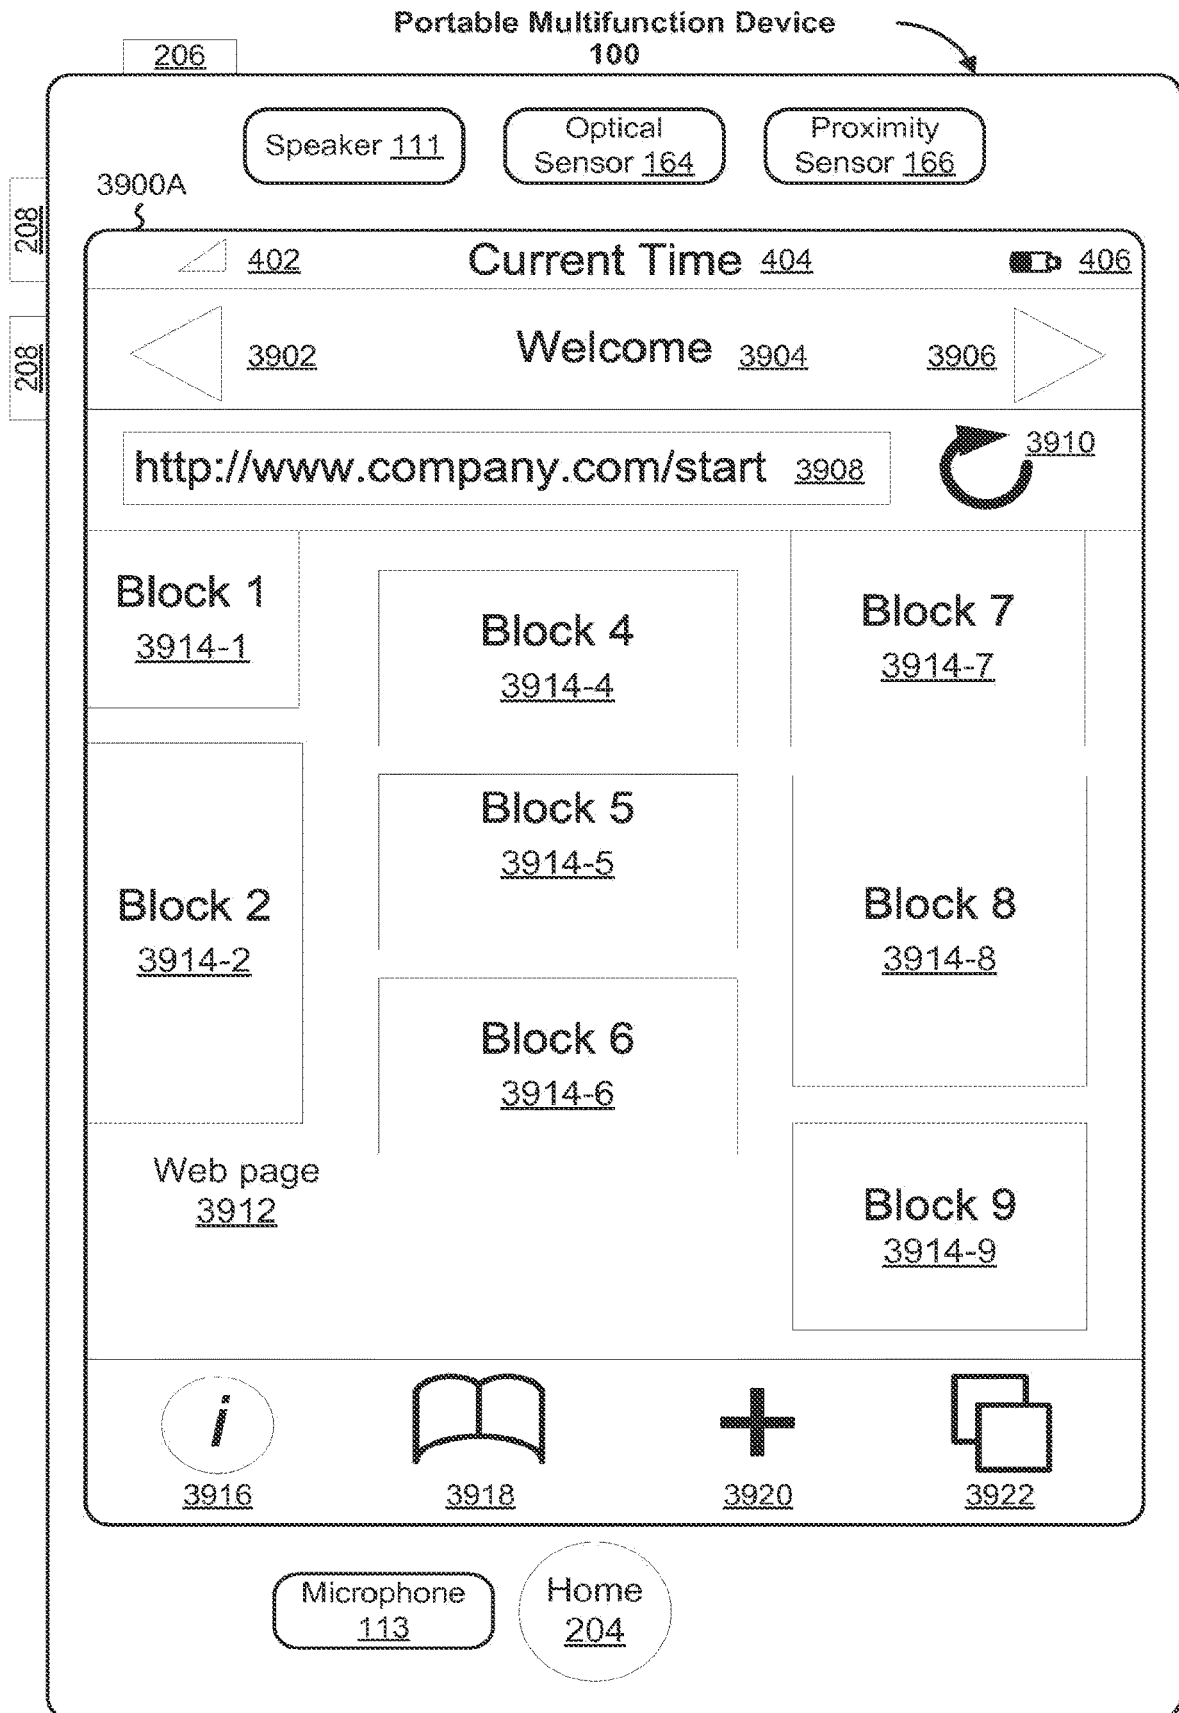 Portable Multifunction Device
100
206
Speaker 111
Optical
Sensor 164
Proximity
Sensor 166
3900A
208
208
402
Current Time 404
406
3902
Welcome 3904
3906
http://www.company.com/start 3908
3910
Block 1
3914-1
Block 4
3914-4
Block 7
3914-7
Block 5
3914-5
Block 2
3914-2
Block 8
3914-8
Block 6
3914-6
Web page
3912
Block 9
3914-9
i
3916
3918
3920
3922
Microphone
113
Home
204